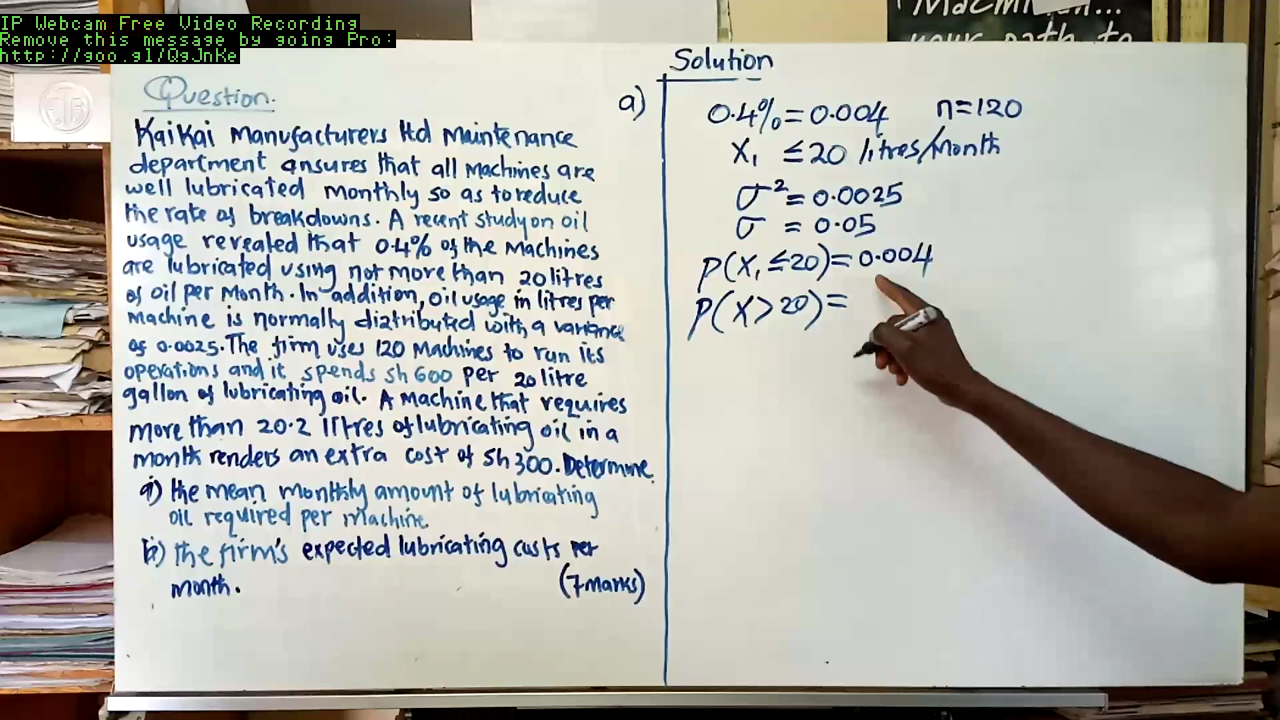 IP Webcam Free Video Recording
Remove this message by going Pro:
http://goo.gl/QgJnKe
Macmillan...
your path to
Question.
KaiKai Manufacturers Ltd Maintenance
department ensures that all Machines are
well lubricated monthly so as to reduce
the rate of breakdowns. A recent study on oil
usage revealed that 0.4% of the Machines
are lubricated using not more than 20 litres
of oil per Month. In addition, oil usage in litres per
machine is normally distributed with a variance
of 0.0025. The firm uses 120 Machines to run its
operations and it spends sh 600 per 20 litre
gallon of lubricating oil. A Machine that requires
more than 20.2 litres of lubricating oil in a
month renders an extra cost of Sh 300. Determine
a) the mean monthly amount of lubricating
oil required per machine.
b) the firm's expected lubricating costs per
month. (7 marks)
Solution
a) 0.4% = 0.004 n=120
X₁ ≤ 20 litres/Month
σ² = 0.0025
σ = 0.05
P(X₁ ≤ 20) = 0.004
P(X > 20) =